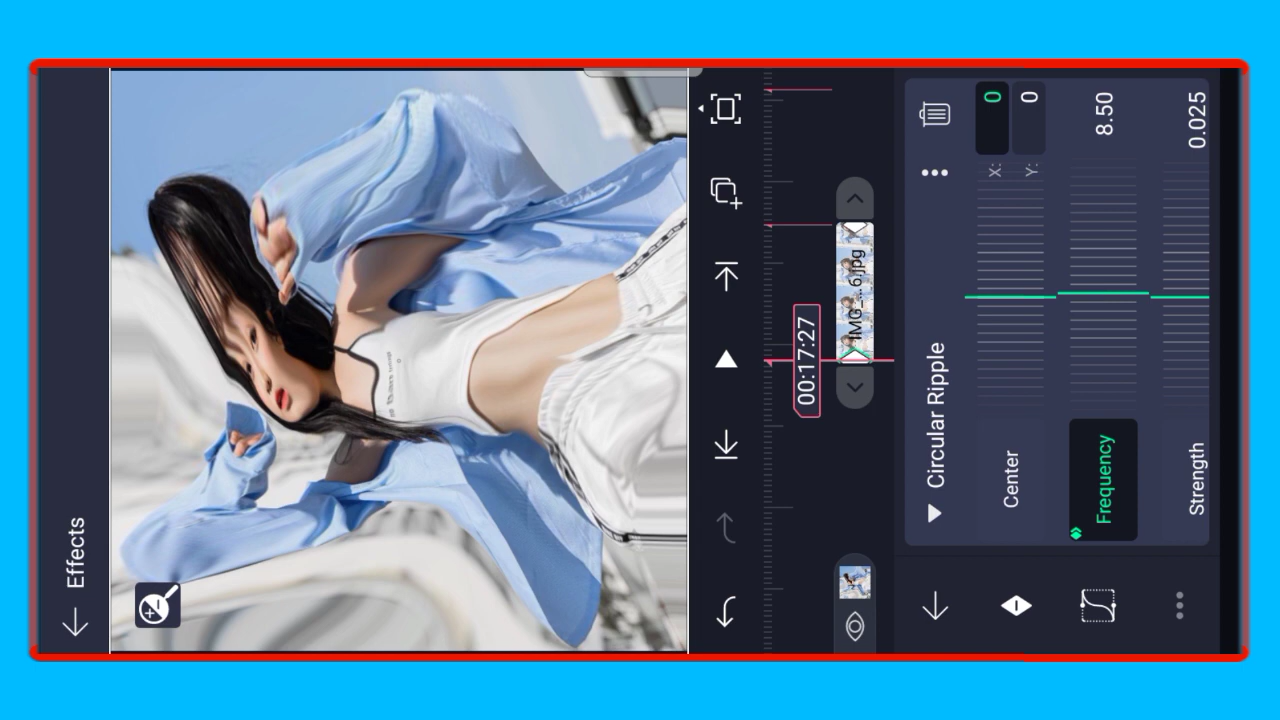 Effects
00:17:27
IMG_...6.jpg
Circular Ripple
Center
X:
0
Y:
0
Frequency
8.50
Strength
0.025